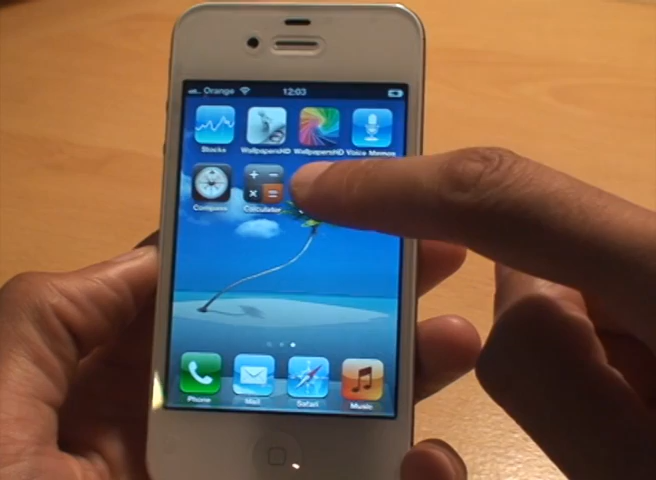 Orange 12:03
Stocks WallpapersHD WallpapersHD Voice Memos
Compass Calculator
Phone Mail Safari Music